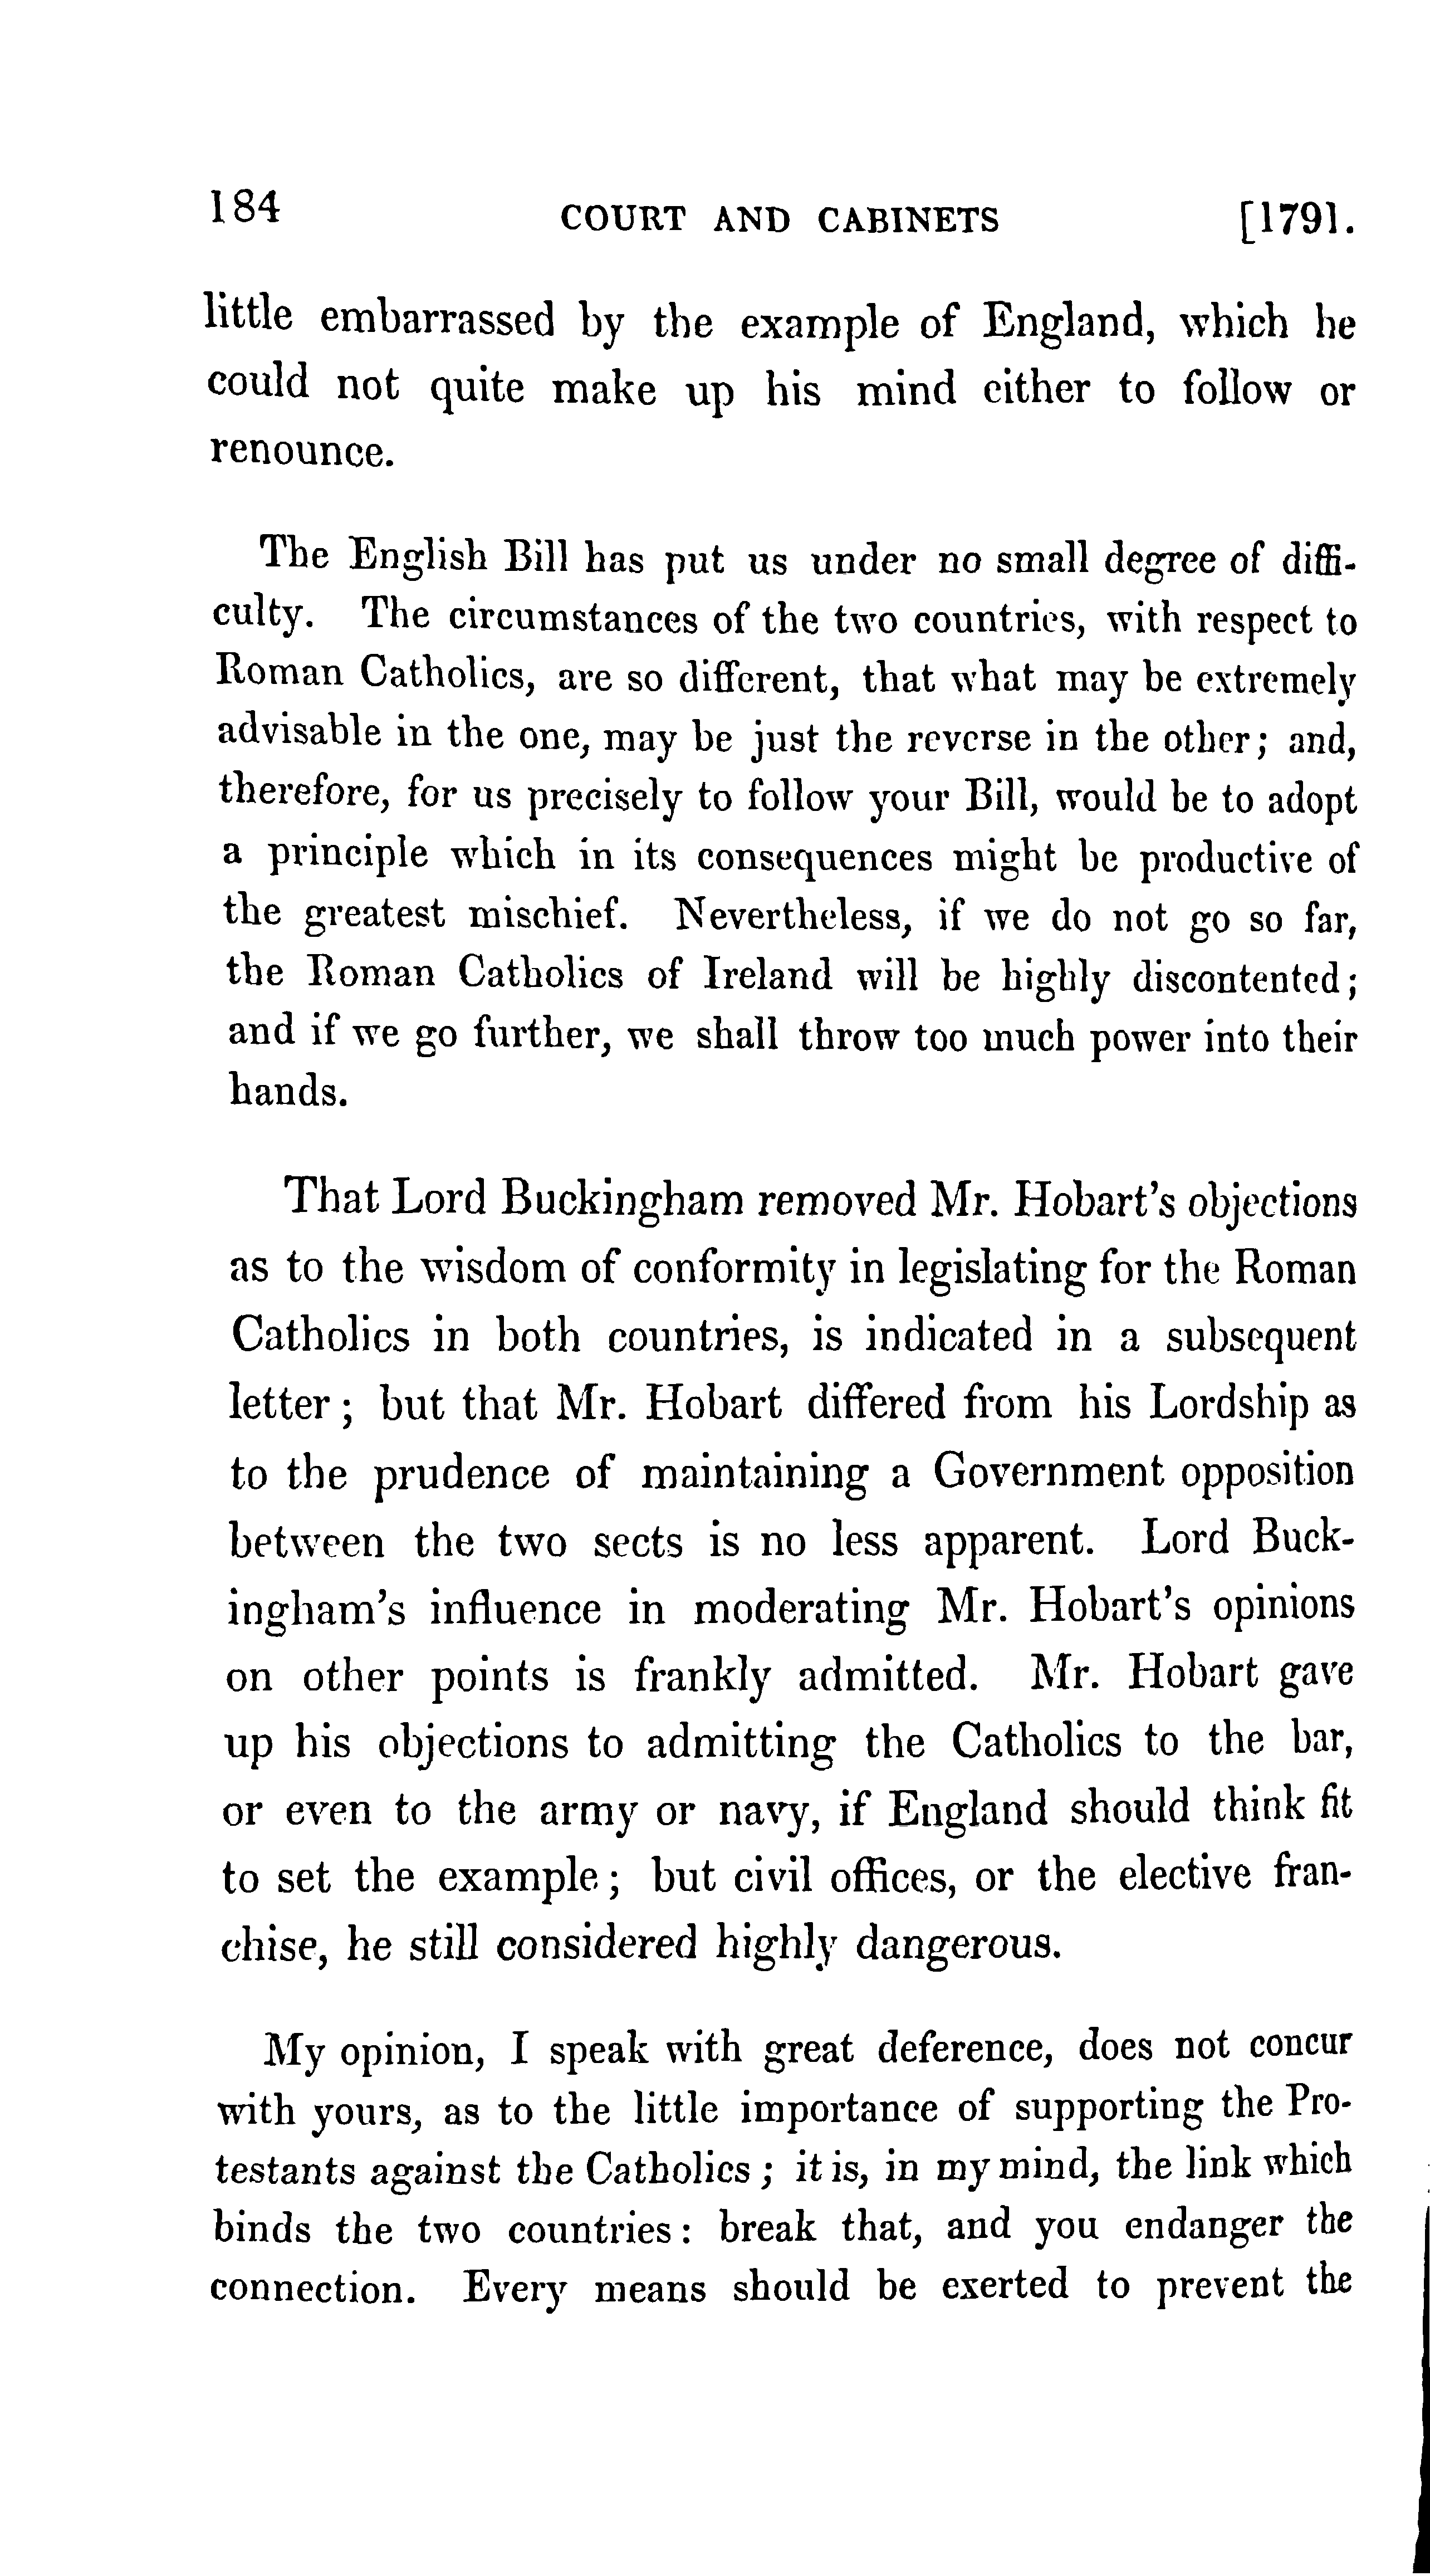 184 COURT AND CABINETS [1791.
little embarrassed by the example of England, which he
could not quite make up his mind either to follow or
renounce.
The English Bill has put us under no small degree of diffi-
culty. The circumstances of the two countries, with respect to
Roman Catholics, are so different, that what may be extremely
advisable in the one, may be just the reverse in the other; and,
therefore, for us precisely to follow your Bill, would be to adopt
a principle which in its consequences might be productive of
the greatest mischief. Nevertheless, if we do not go so far,
the Roman Catholics of Ireland will be highly discontented;
and if we go further, we shall throw too much power into their
hands.
That Lord Buckingham removed Mr. Hobart's objections
as to the wisdom of conformity in legislating for the Roman
Catholics in both countries, is indicated in a subsequent
letter; but that Mr. Hobart differed from his Lordship as
to the prudence of maintaining a Government opposition
between the two sects is no less apparent. Lord Buck-
ingham's influence in moderating Mr. Hobart's opinions
on other points is frankly admitted. Mr. Hobart gave
up his objections to admitting the Catholics to the bar,
or even to the army or navy, if England should think fit
to set the example; but civil offices, or the elective fran-
chise, he still considered highly dangerous.
My opinion, I speak with great deference, does not concur
with yours, as to the little importance of supporting the Pro-
testants against the Catholics; it is, in my mind, the link which
binds the two countries: break that, and you endanger the
connection. Every means should be exerted to prevent the